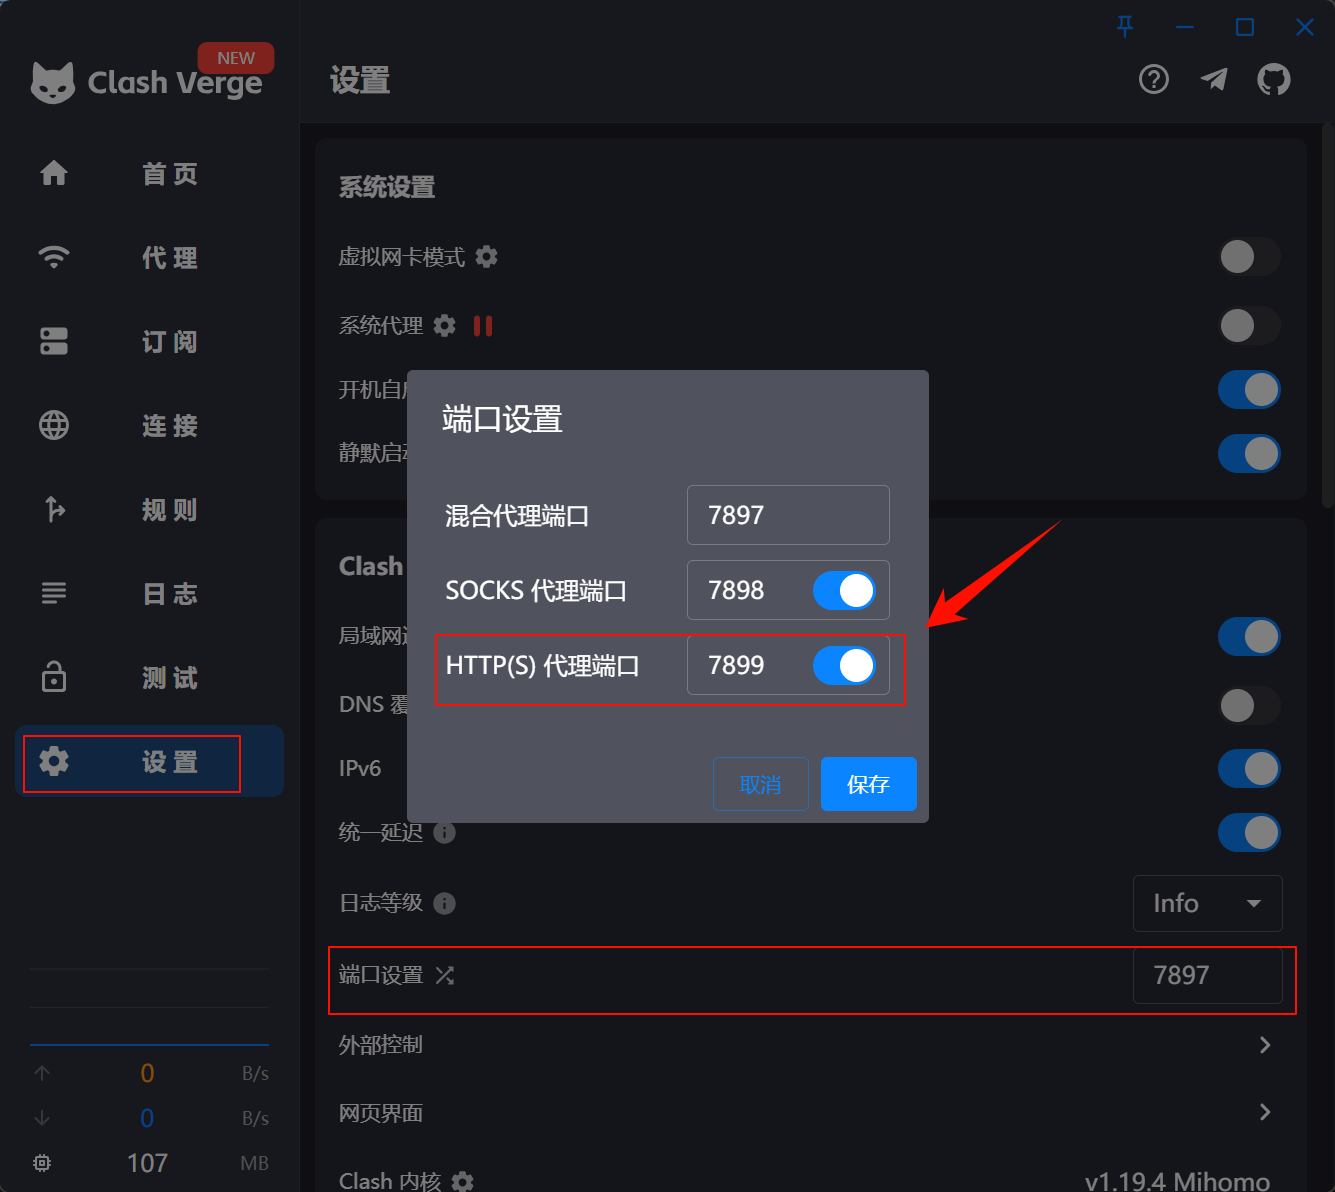 NEW
Clash Verge
设置
首页
代理
订阅
连接
规则
日志
测试
设置
0 B/s
0 B/s
107 MB
系统设置
虚拟网卡模式
系统代理
开机自
静默启
Clash
局域网
DNS 覆
IPv6
统一延迟
日志等级 Info
端口设置 7897
外部控制
网页界面
Clash 内核 v1.19.4 Mihomo
端口设置
混合代理端口 7897
SOCKS 代理端口 7898
HTTP(S) 代理端口 7899
取消 保存